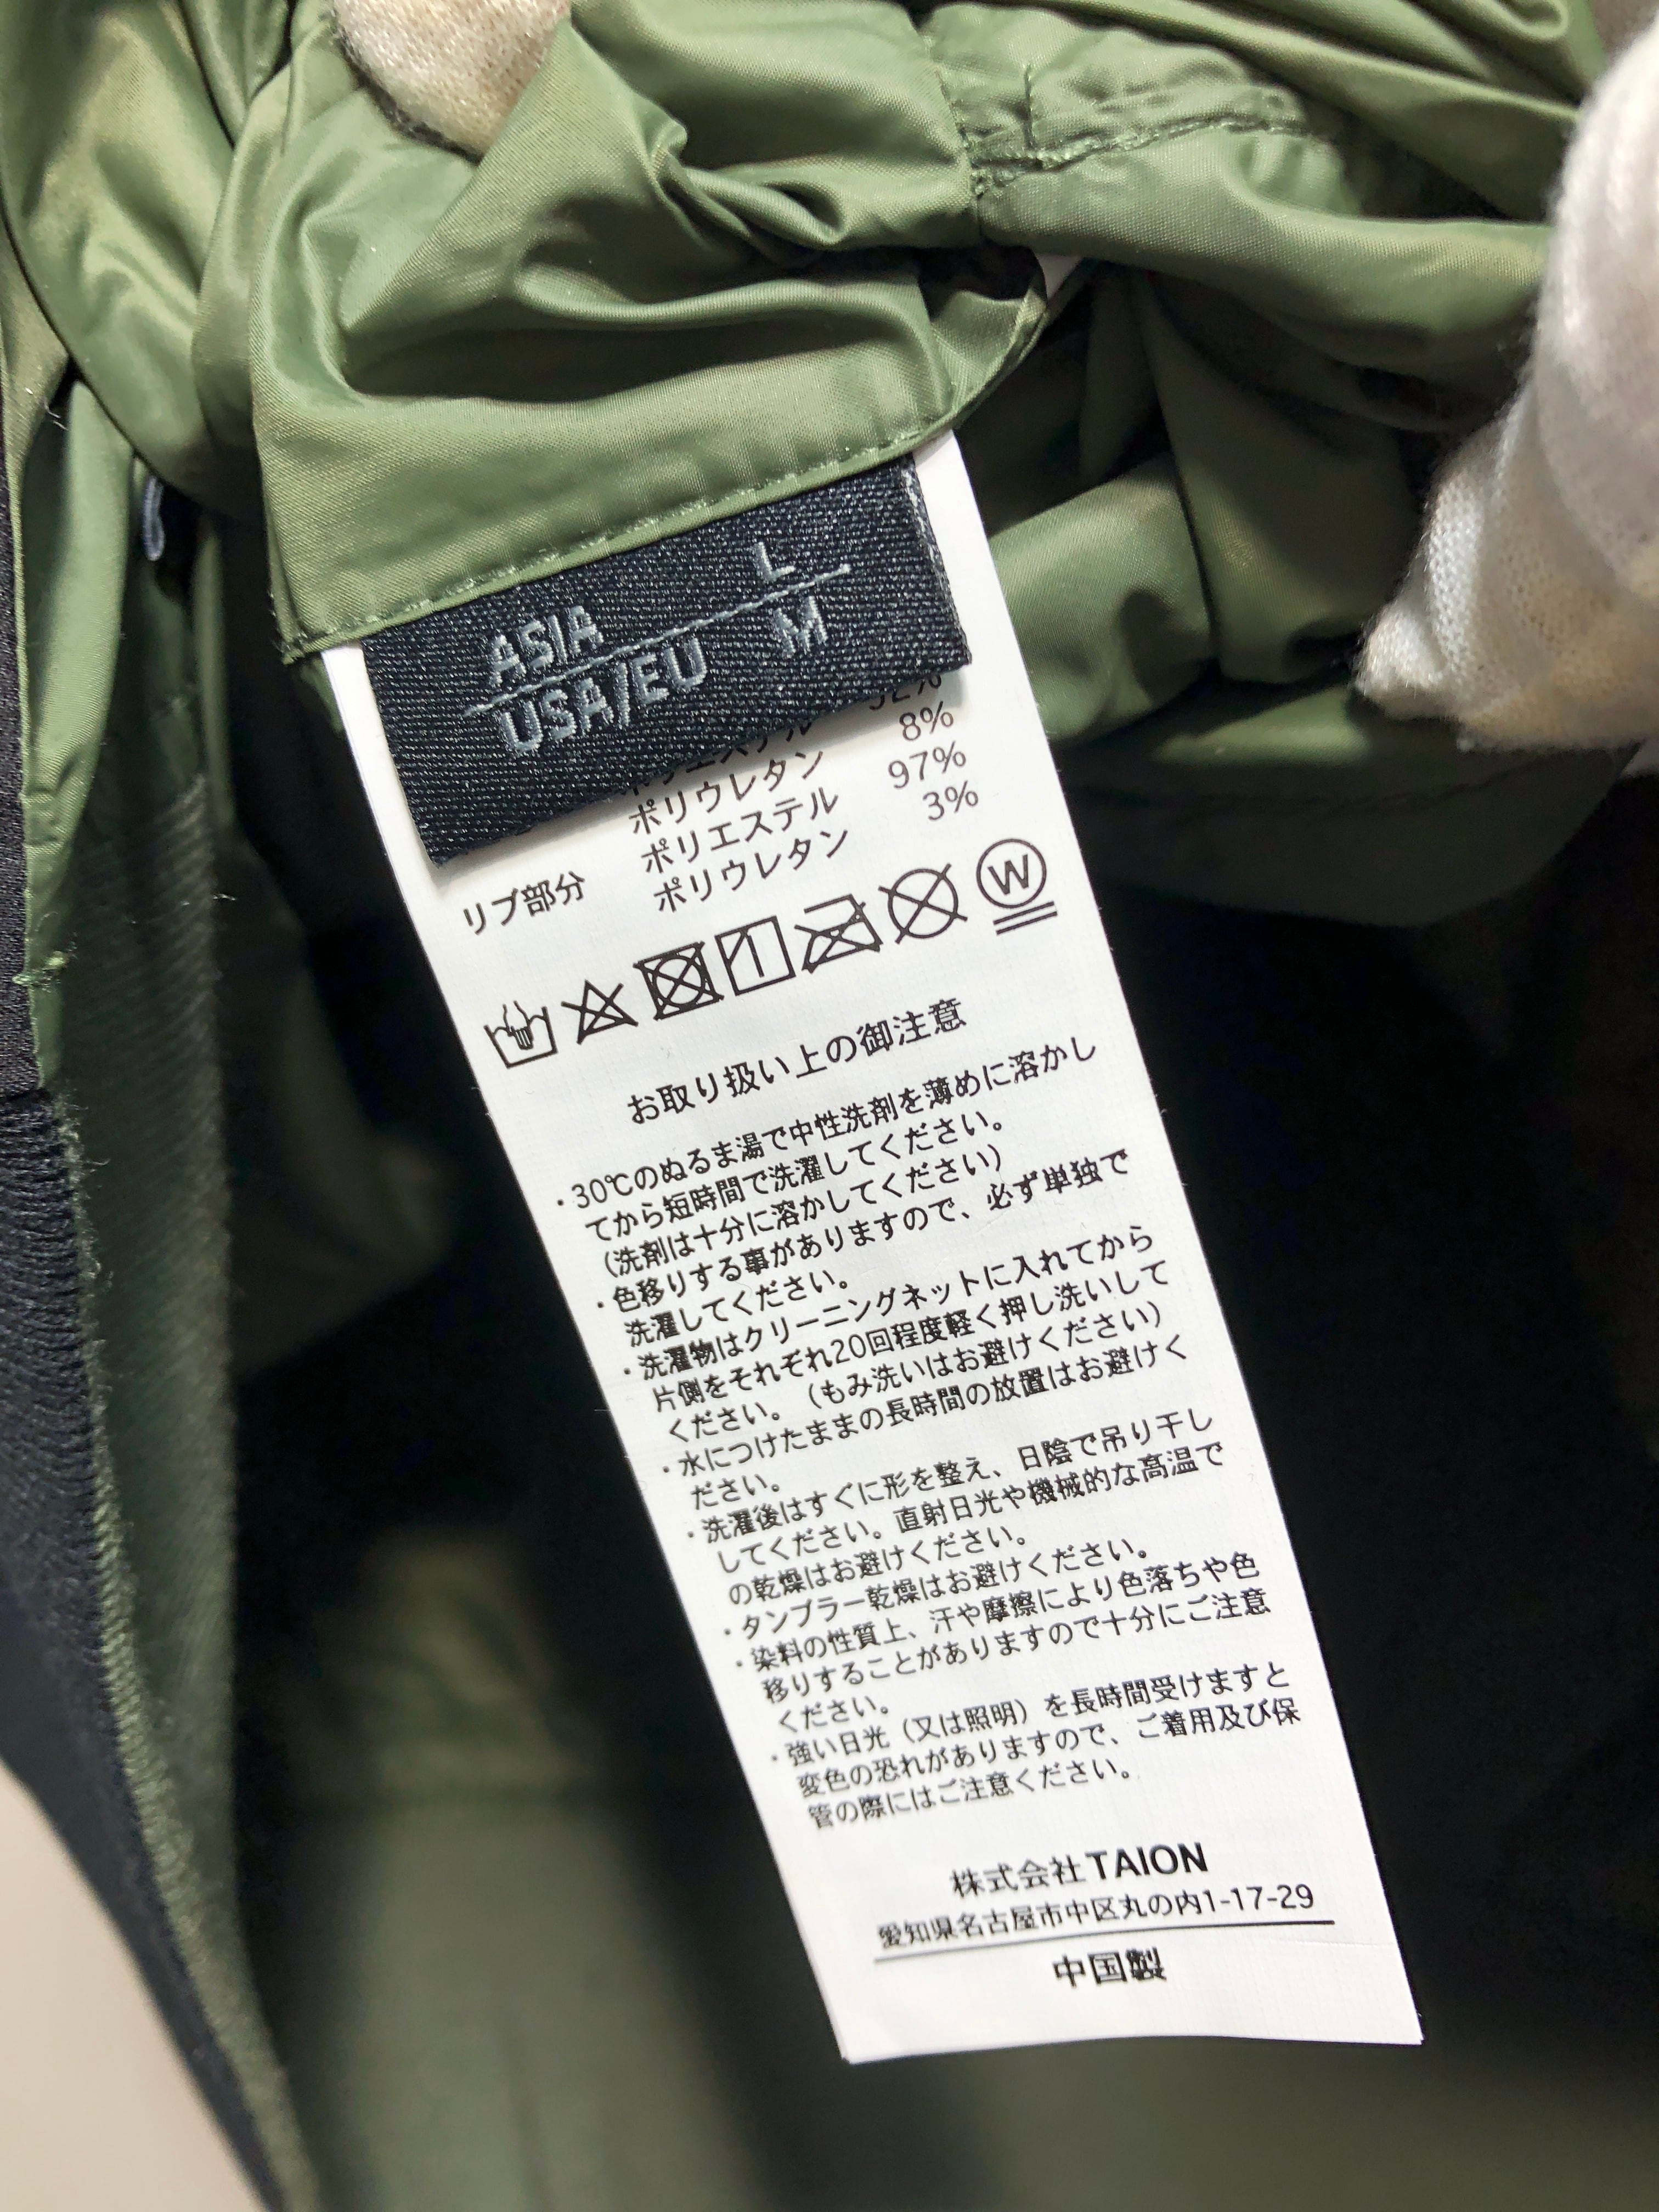 ASIA L
USA/EU M
ポリウレタン 8%
ポリエステル 97%
リブ部分 ポリウレタン 3%
W
お取り扱い上の御注意
・30℃のぬるま湯で中性洗剤を薄めに溶かし
てから短時間で洗濯してください。
（洗剤は十分に溶かしてください）
・色移りする事がありますので、必ず単独で
洗濯してください。
・洗濯物はクリーニングネットに入れてから
片側をそれぞれ20回程度軽く押し洗いして
ください。（もみ洗いはお避けください）
・水につけたままの長時間の放置はお避けく
ださい。
・洗濯後はすぐに形を整え、日陰で吊り干し
してください。直射日光や機械的な高温で
の乾燥はお避けください。
・タンブラー乾燥はお避けください。
・染料の性質上、汗や摩擦により色落ちや色
移りすることがありますので十分にご注意
ください。
・強い日光（又は照明）を長時間受けますと
変色の恐れがありますので、ご着用及び保
管の際にはご注意ください。
株式会社TAION
愛知県名古屋市中区丸の内1-17-29
中国製